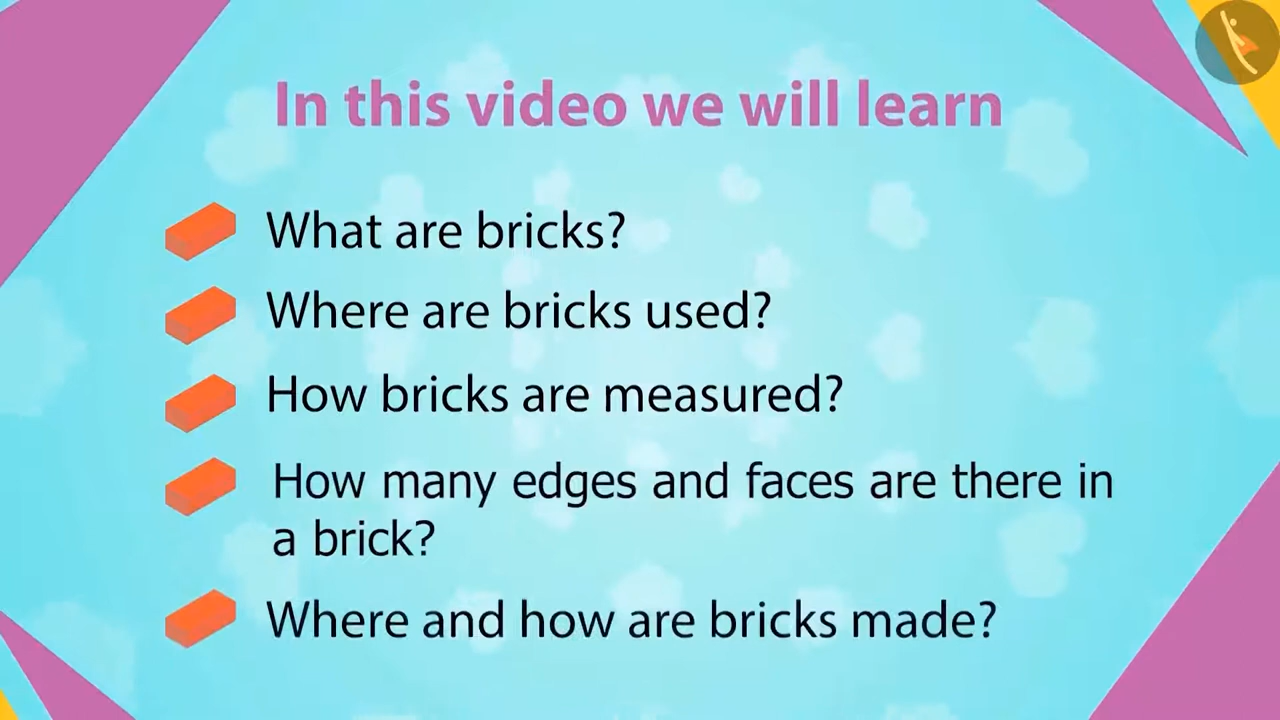 In this video we will learn
What are bricks?
Where are bricks used?
How bricks are measured?
How many edges and faces are there in
a brick?
Where and how are bricks made?